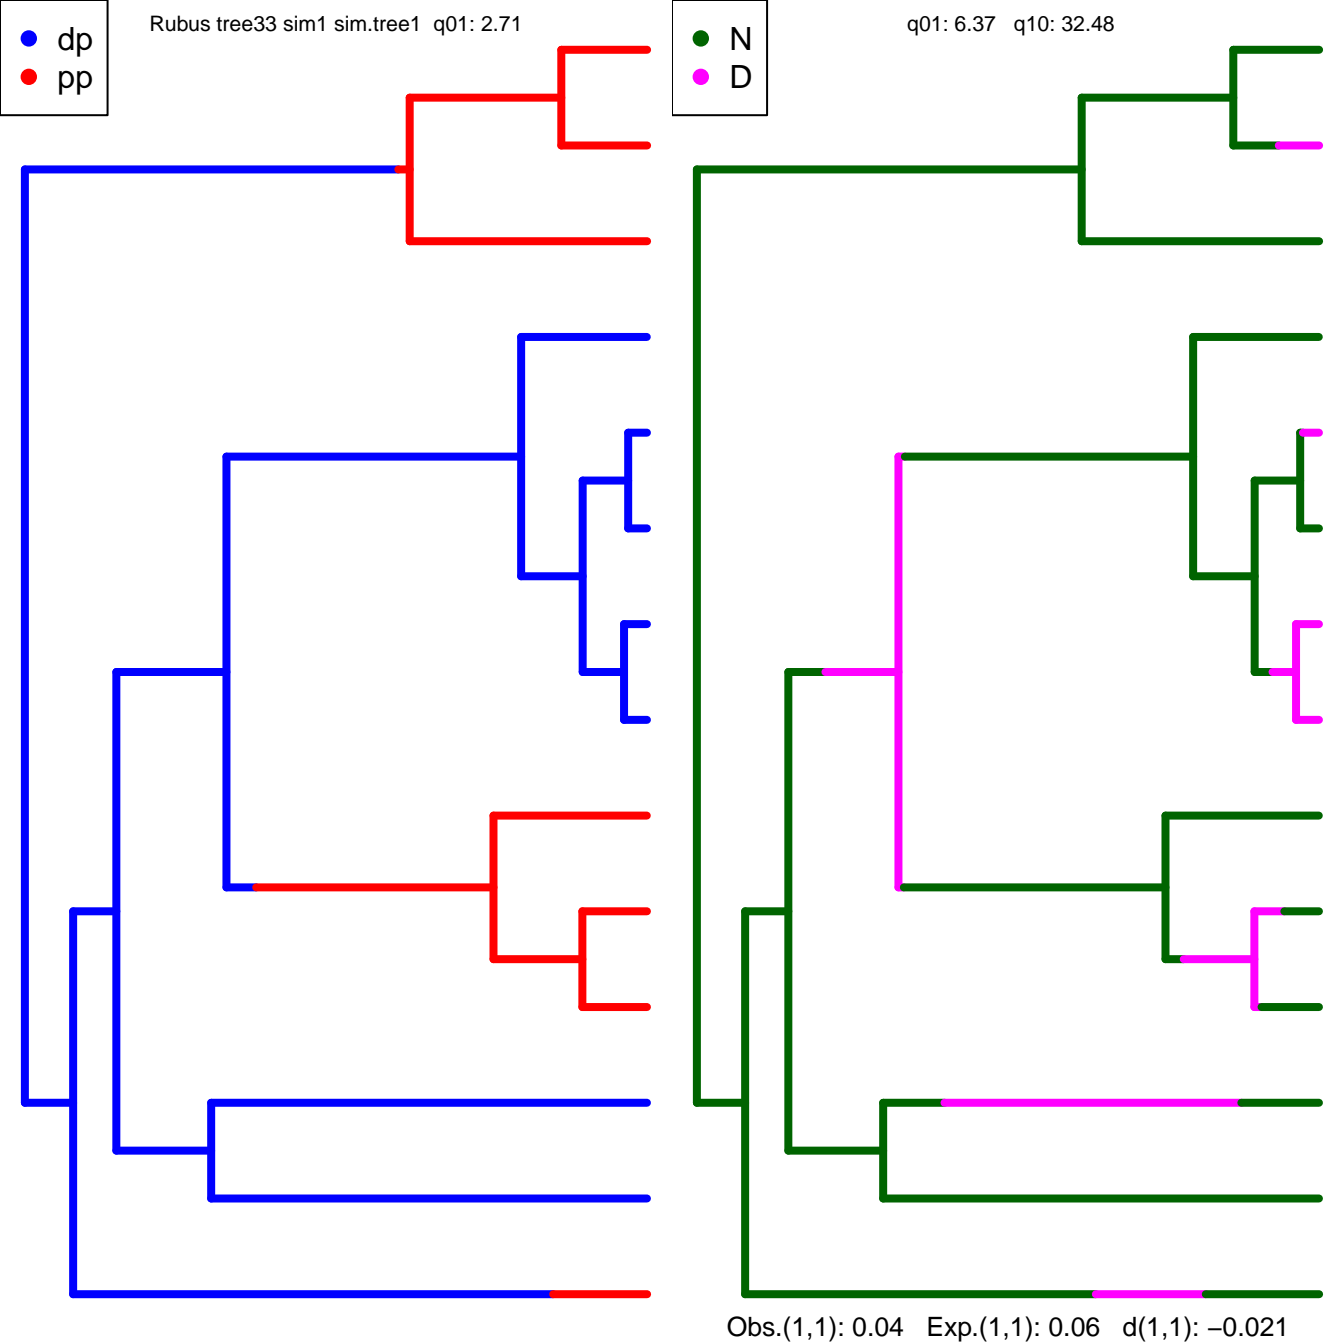 Rubus tree33 sim1 sim.tree1 q01: 2.71
dp
pp
q01: 6.37 q10: 32.48
N
D
Obs.(1,1): 0.04 Exp.(1,1): 0.06 d(1,1): −0.021